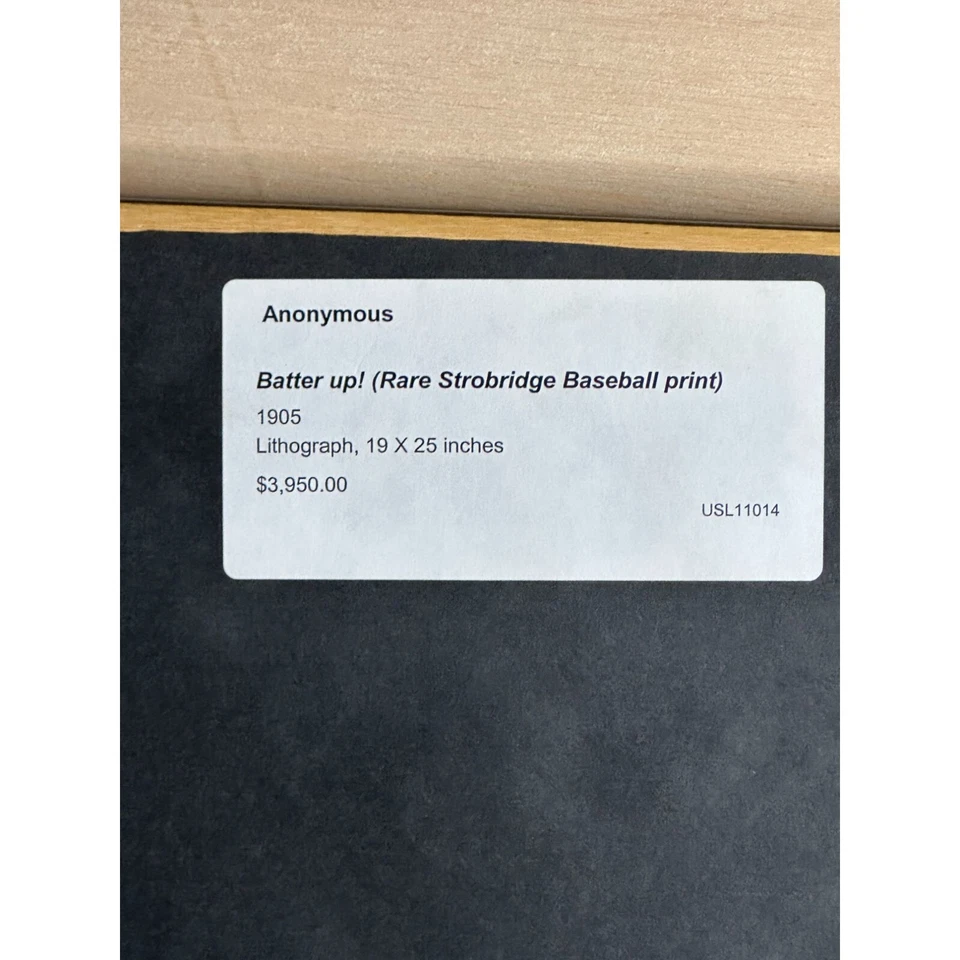 Anonymous
Batter up! (Rare Strobridge Baseball print)
1905
Lithograph, 19 X 25 inches
$3,950.00
USL11014